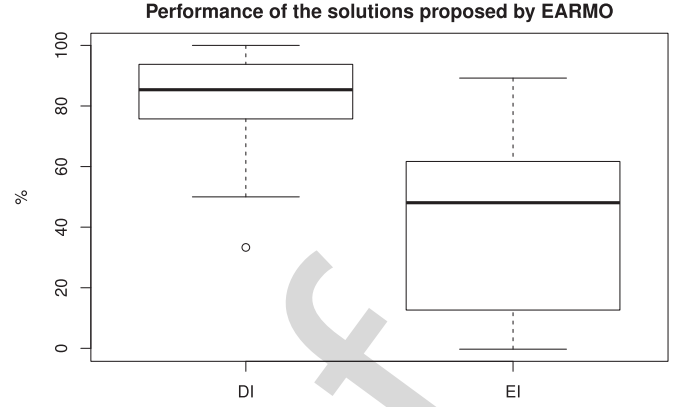 Performance of the solutions proposed by EARMO
%
100
80
60
40
20
0
DI
EI
f